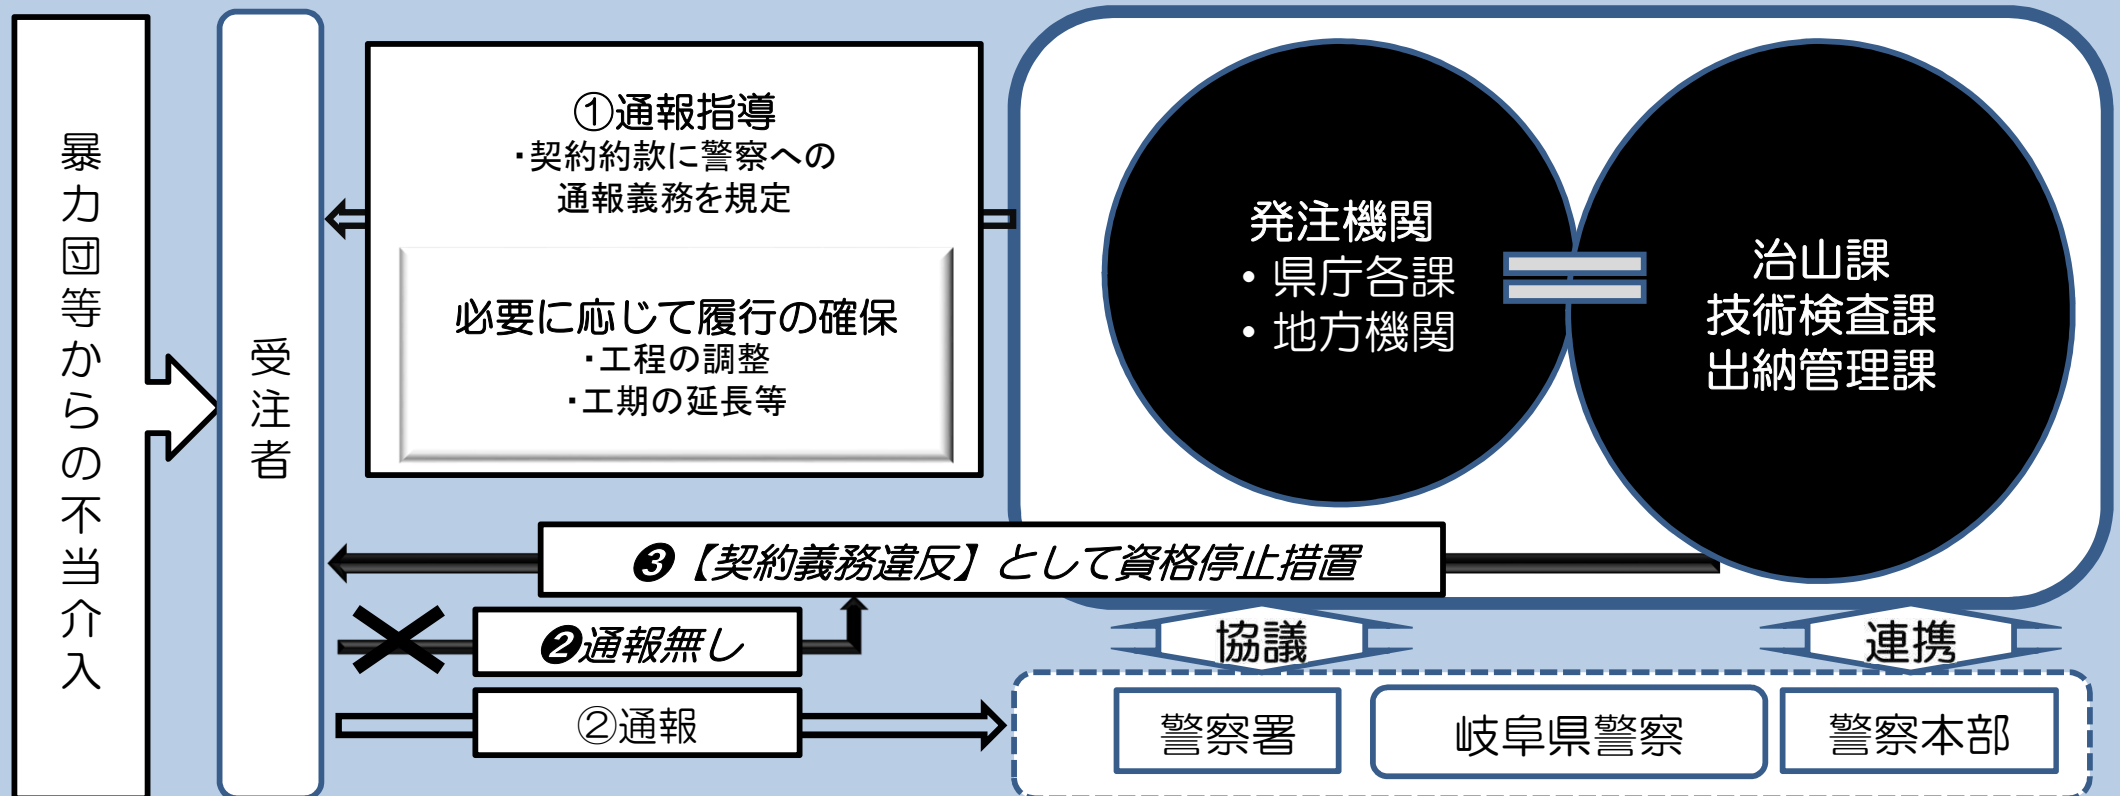 暴力団等からの不当介入
受注者
①通報指導
・契約約款に警察への
通報義務を規定
必要に応じて履行の確保
・工程の調整
・工期の延長等
発注機関
・県庁各課
・地方機関
治山課
技術検査課
出納管理課
❸【契約義務違反】として資格停止措置
❷通報無し
②通報
協議
連携
警察署
岐阜県警察
警察本部